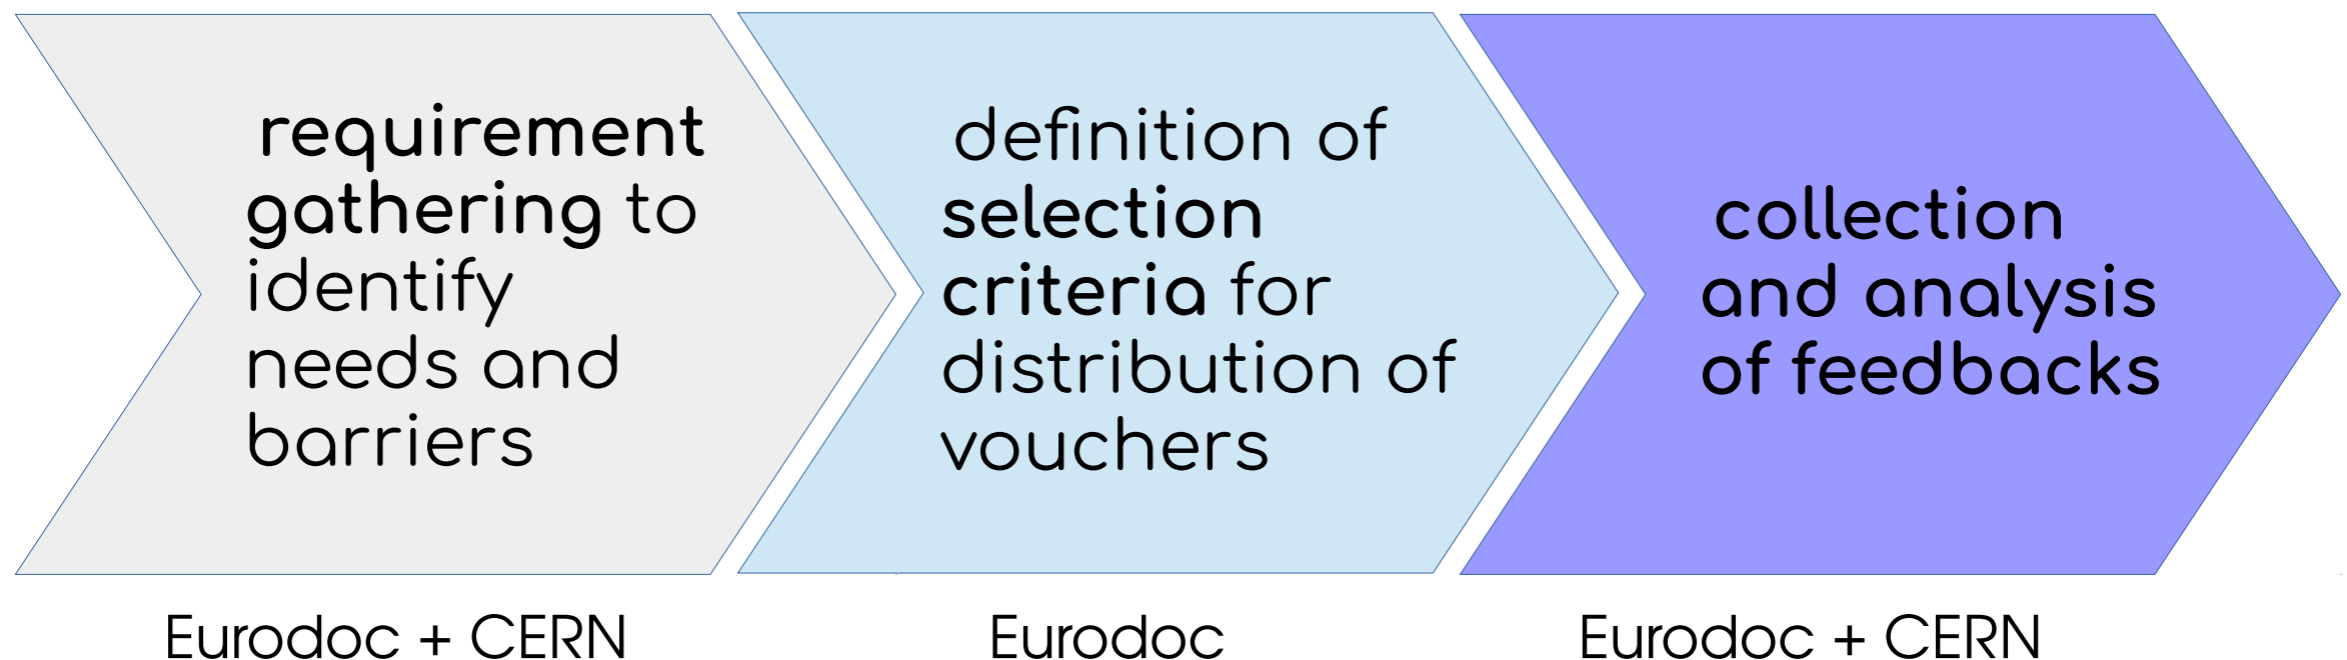 requirement
gathering to
identify
needs and
barriers
definition of
selection
criteria for
distribution of
vouchers
collection
and analysis
of feedbacks
Eurodoc + CERN
Eurodoc
Eurodoc + CERN